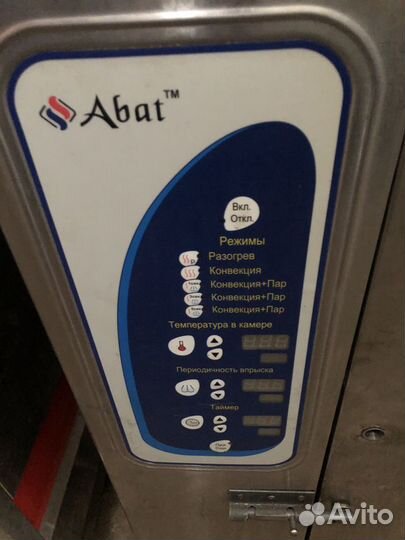 Abat™
Вкл.
Откл.
Режимы
Разогрев
Конвекция
Конвекция+Пар
Конвекция+Пар
Конвекция+Пар
Температура в камере
Периодичность впрыска
Таймер
Avito